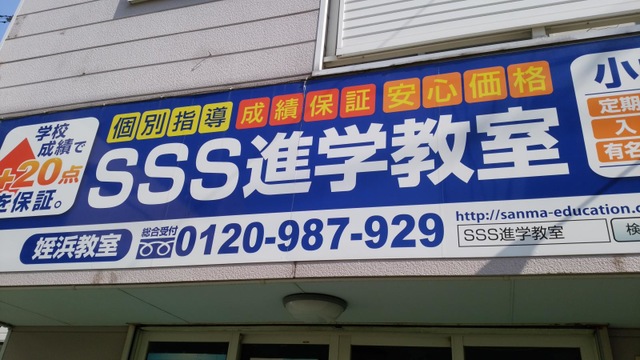 学校
成績で
+20点
を保証。
個別指導 成績保証 安心価格
SSS進学教室
小
定期
入
有名
姪浜教室
総合受付
0120-987-929
http://sanma-education.c
SSS進学教室
検